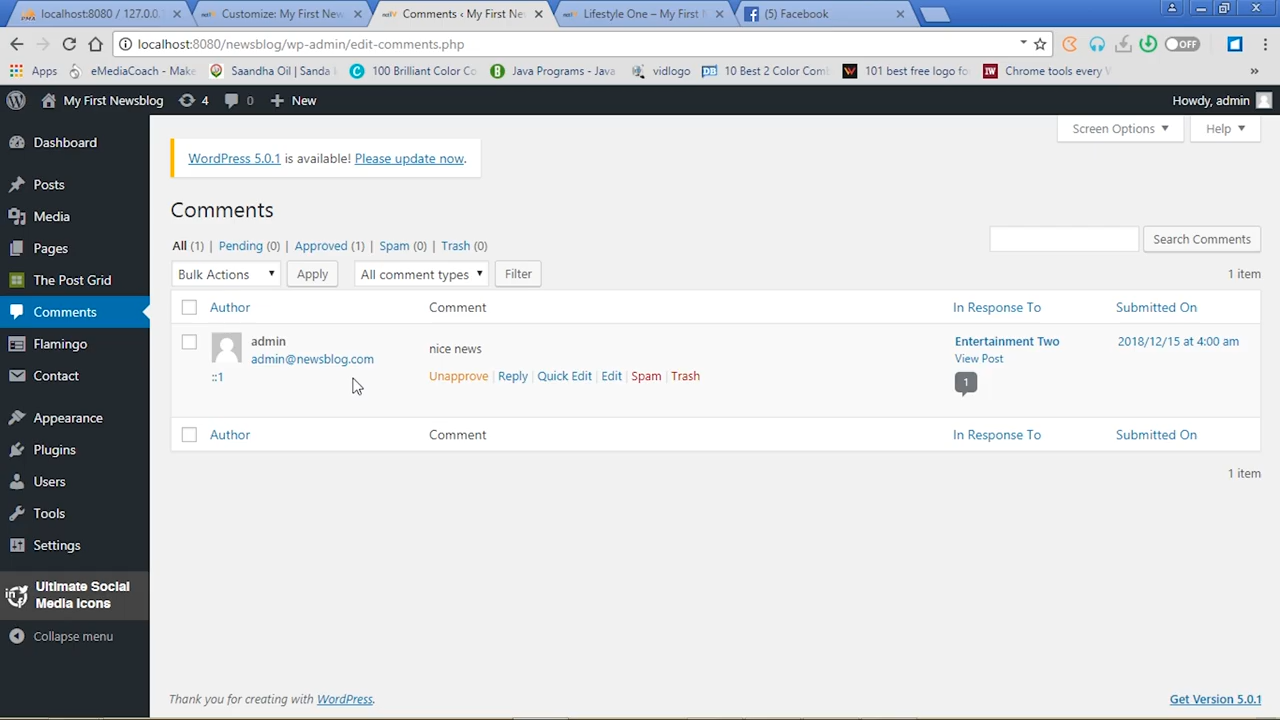 localhost:8080 / 127.0.0.
Customize: My First New
Comments ‹ My First New
Lifestyle One – My First N
(5) Facebook
localhost:8080/newsblog/wp-admin/edit-comments.php
OFF
Apps
eMediaCoach - Make
Saandha Oil | Sanda
100 Brilliant Color Co
Java Programs - Java
vidlogo
10 Best 2 Color Comb
101 best free logo fo
Chrome tools every W
»
My First Newsblog
4
0
New
Howdy, admin
Dashboard
Posts
Media
Pages
The Post Grid
Comments
Flamingo
Contact
Appearance
Plugins
Users
Tools
Settings
Ultimate Social
Media Icons
Collapse menu
Screen Options
Help
WordPress 5.0.1 is available! Please update now.
Comments
All (1) | Pending (0) | Approved (1) | Spam (0) | Trash (0)
Search Comments
Bulk Actions
Apply
All comment types
Filter
1 item
Author
Comment
In Response To
Submitted On
admin
admin@newsblog.com
::1
nice news
Unapprove | Reply | Quick Edit | Edit | Spam | Trash
Entertainment Two
View Post
1
2018/12/15 at 4:00 am
Author
Comment
In Response To
Submitted On
1 item
Thank you for creating with WordPress.
Get Version 5.0.1